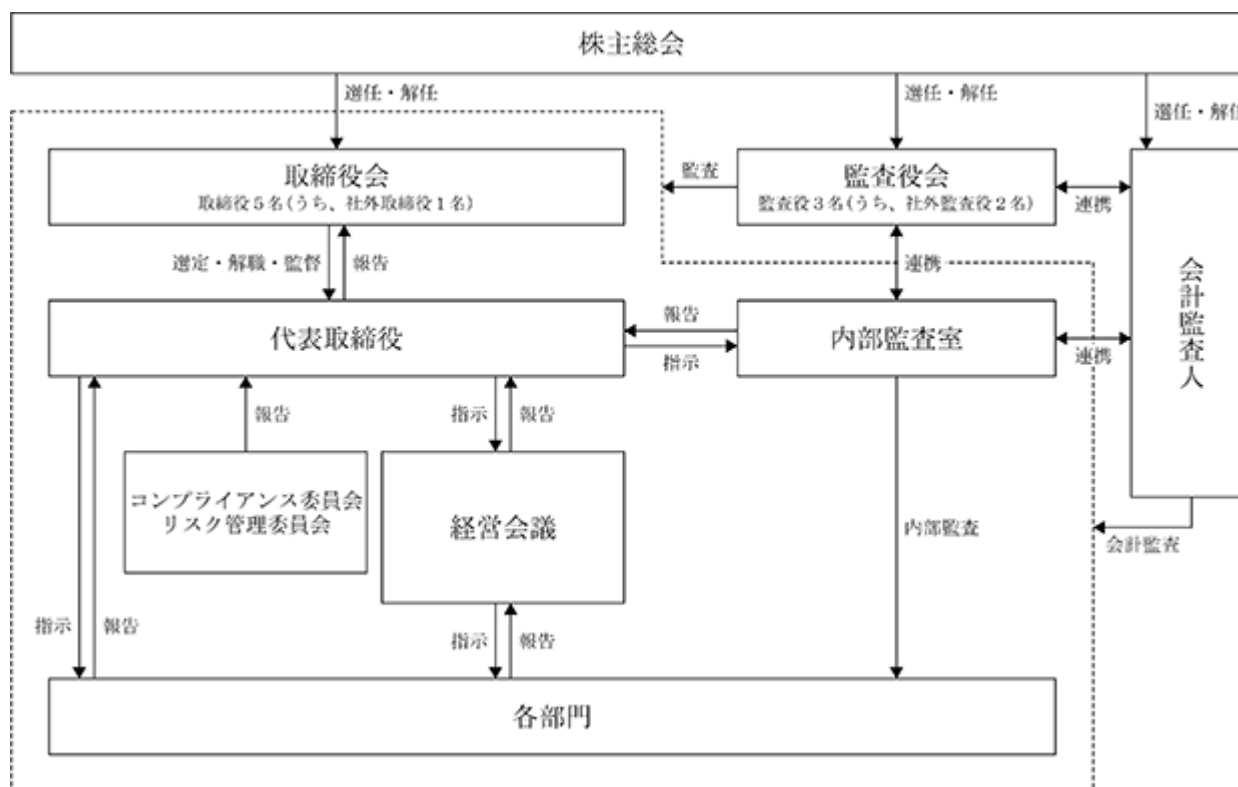 株主総会
選任・解任
選任・解任
選任・解任
取締役会
取締役5名(うち、社外取締役1名)
監査
監査役会
監査役3名(うち、社外監査役2名)
連携
選定・解職・監督
報告
連携
会計監査人
代表取締役
報告
指示
内部監査室
連携
報告
指示
報告
コンプライアンス委員会
リスク管理委員会
経営会議
内部監査
会計監査
指示
報告
指示
報告
各部門